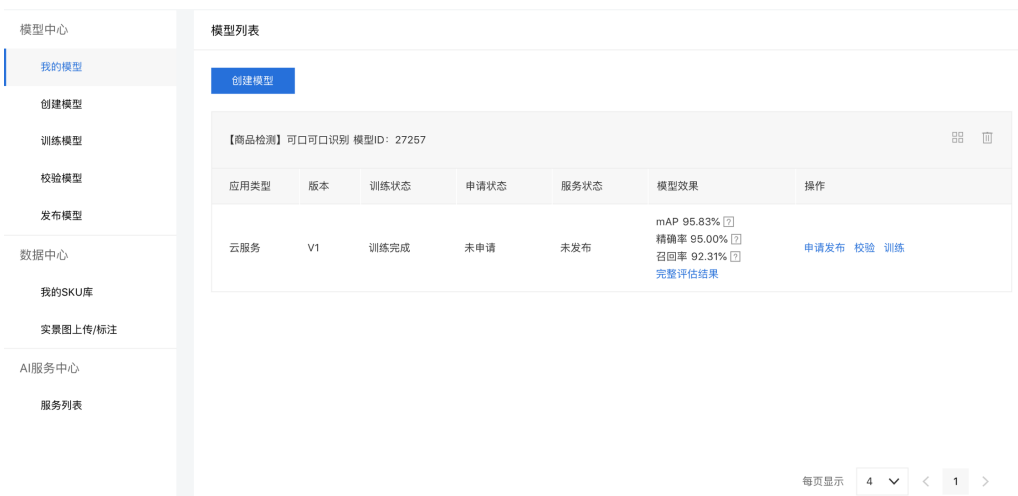 模型中心
我的模型
创建模型
训练模型
校验模型
发布模型
数据中心
我的SKU库
实景图上传/标注
AI服务中心
服务列表
模型列表
创建模型
【商品检测】可口可口识别 模型ID：27257
应用类型 版本 训练状态 申请状态 服务状态 模型效果 操作
mAP 95.83% ?
精确率 95.00% ?
云服务 V1 训练完成 未申请 未发布 申请发布 校验 训练
召回率 92.31% ?
完整评估结果
每页显示 4 1